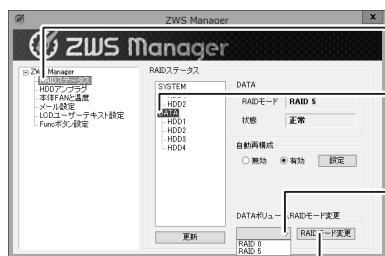 ZWS Manager
x
ZWS Manager
ZWS Manager
RAIDステータス
HDDアンプラグ
本体FANと温度
メール設定
LCDユーザーテキスト設定
Funcボタン設定
RAIDステータス
SYSTEM
HDD2
DATA
HDD1
HDD2
HDD3
HDD4
更新
DATA
RAIDモード RAID 5
状態 正常
自動再構成
無効 有効 設定
DATAボリューム RAIDモード変更
RAIDモード変更
RAID 0
RAID 5